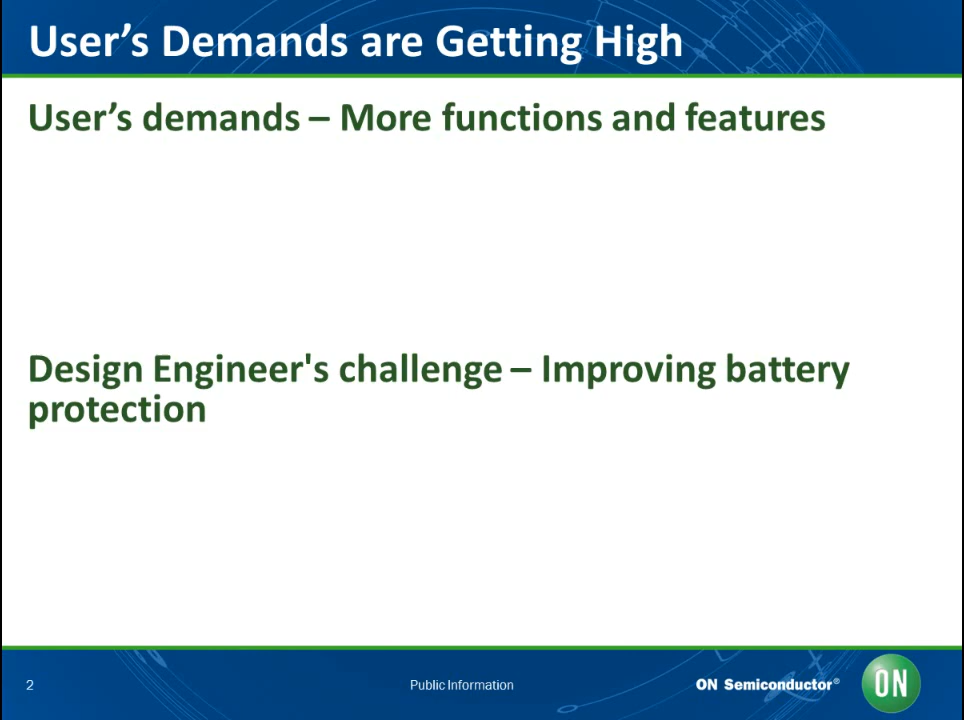 User’s Demands are Getting High
User’s demands – More functions and features
Design Engineer's challenge – Improving battery
protection
2
Public Information
ON Semiconductor®
ON